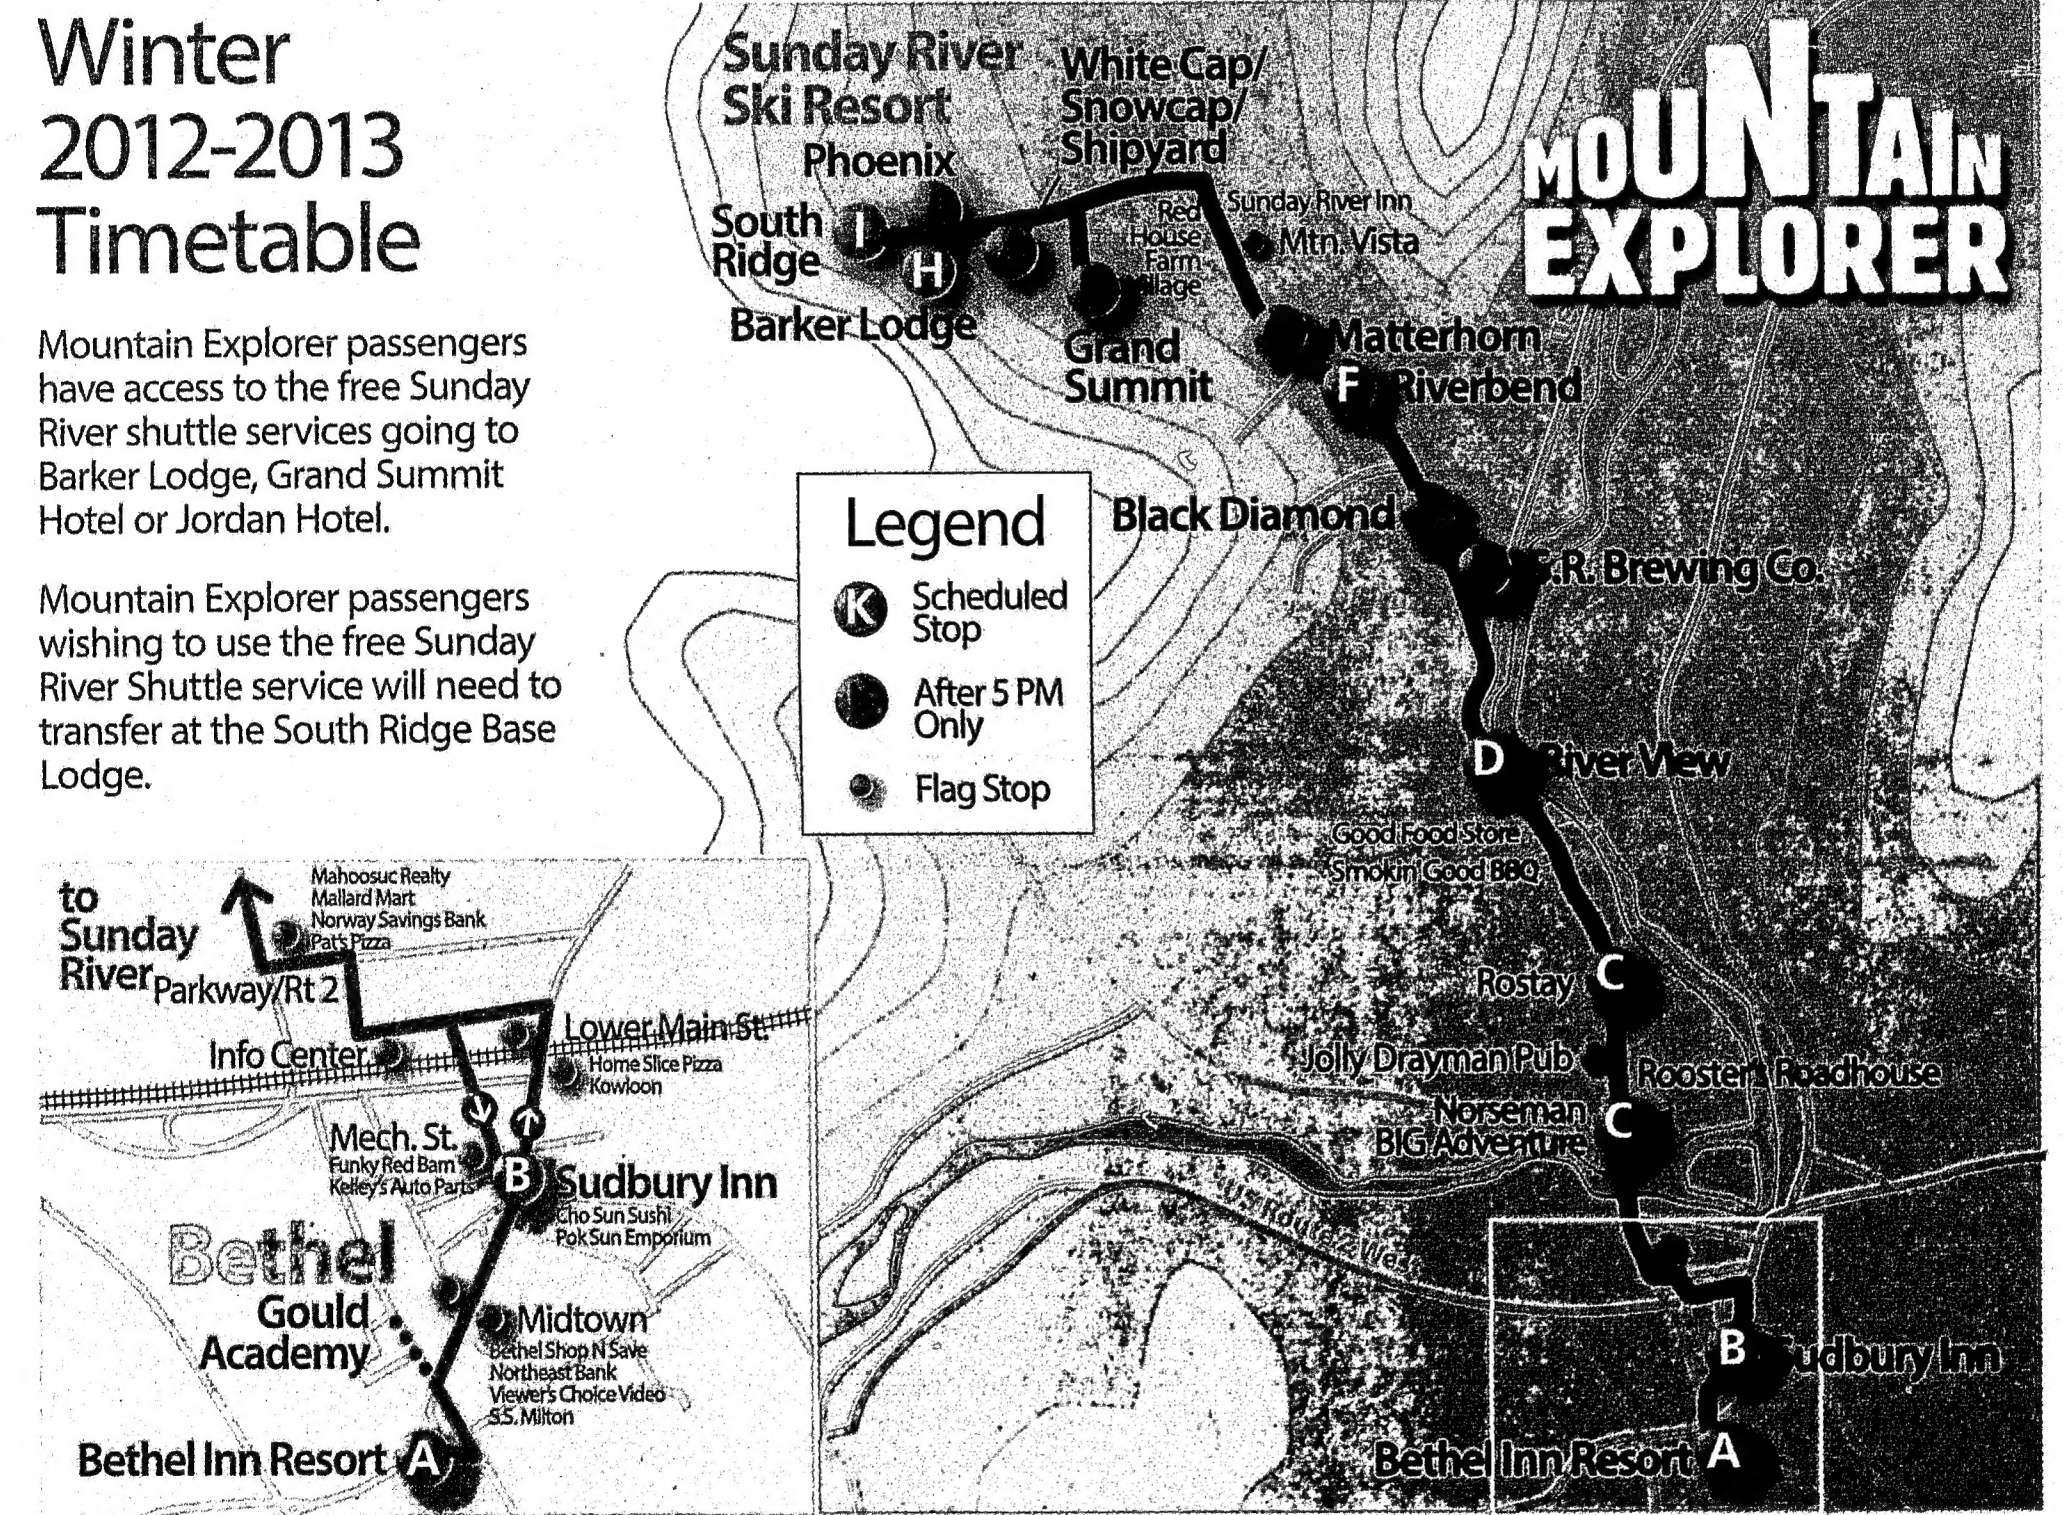 Winter
2012-2013
Timetable
Mountain Explorer passengers
have access to the free Sunday
River shuttle services going to
Barker Lodge, Grand Summit
Hotel or Jordan Hotel.
Mountain Explorer passengers
wishing to use the free Sunday
River Shuttle service will need to
transfer at the South Ridge Base
Lodge.
MOUNTAIN
EXPLORER
Sunday River
Ski Resort
White Cap/
Snowcap/
Shipyard
Phoenix
South
Ridge
I
H
Barker Lodge
Red
House
Farm
Sunday River Inn
Mtn. Vista
Grand
Summit
Matterhorn
F
Riverbend
Black Diamond
S.R. Brewing Co.
Legend
K
Scheduled
Stop
After 5 PM
Only
Flag Stop
D
River View
Good Food Store
Smokin' Good BBQ
Rostay
C
Jolly Drayman Pub
Rooster's Roadhouse
Norseman
BIG Adventure
C
US Route 2 West
B
Sudbury Inn
Bethel Inn Resort
A
to
Sunday
River
Mahoosuc Realty
Mallard Mart
Norway Savings Bank
Pat's Pizza
Parkway/Rt 2
Info Center
Lower Main St.
Home Slice Pizza
Kowloon
Mech. St.
Funky Red Barn
Kelley's Auto Parts
B
Sudbury Inn
Cho Sun Sushi
Pok Sun Emporium
Bethel
Gould
Academy
Midtown
Bethel Shop N Save
Northeast Bank
Viewer's Choice Video
S.S. Milton
Bethel Inn Resort
A